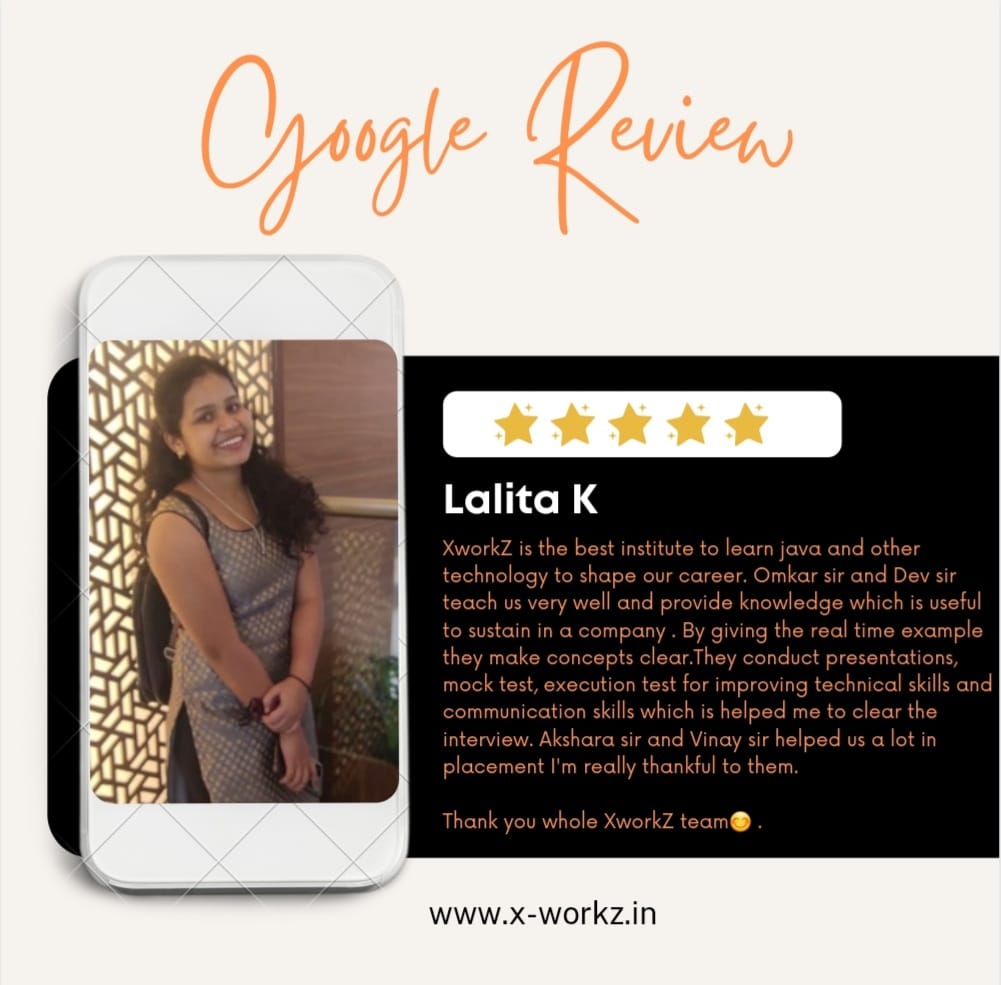 Google Review
Lalita K
XworkZ is the best institute to learn java and other
technology to shape our career. Omkar sir and Dev sir
teach us very well and provide knowledge which is useful
to sustain in a company . By giving the real time example
they make concepts clear.They conduct presentations,
mock test, execution test for improving technical skills and
communication skills which is helped me to clear the
interview. Akshara sir and Vinay sir helped us a lot in
placement I'm really thankful to them.
Thank you whole XworkZ team😊 .
www.x-workz.in